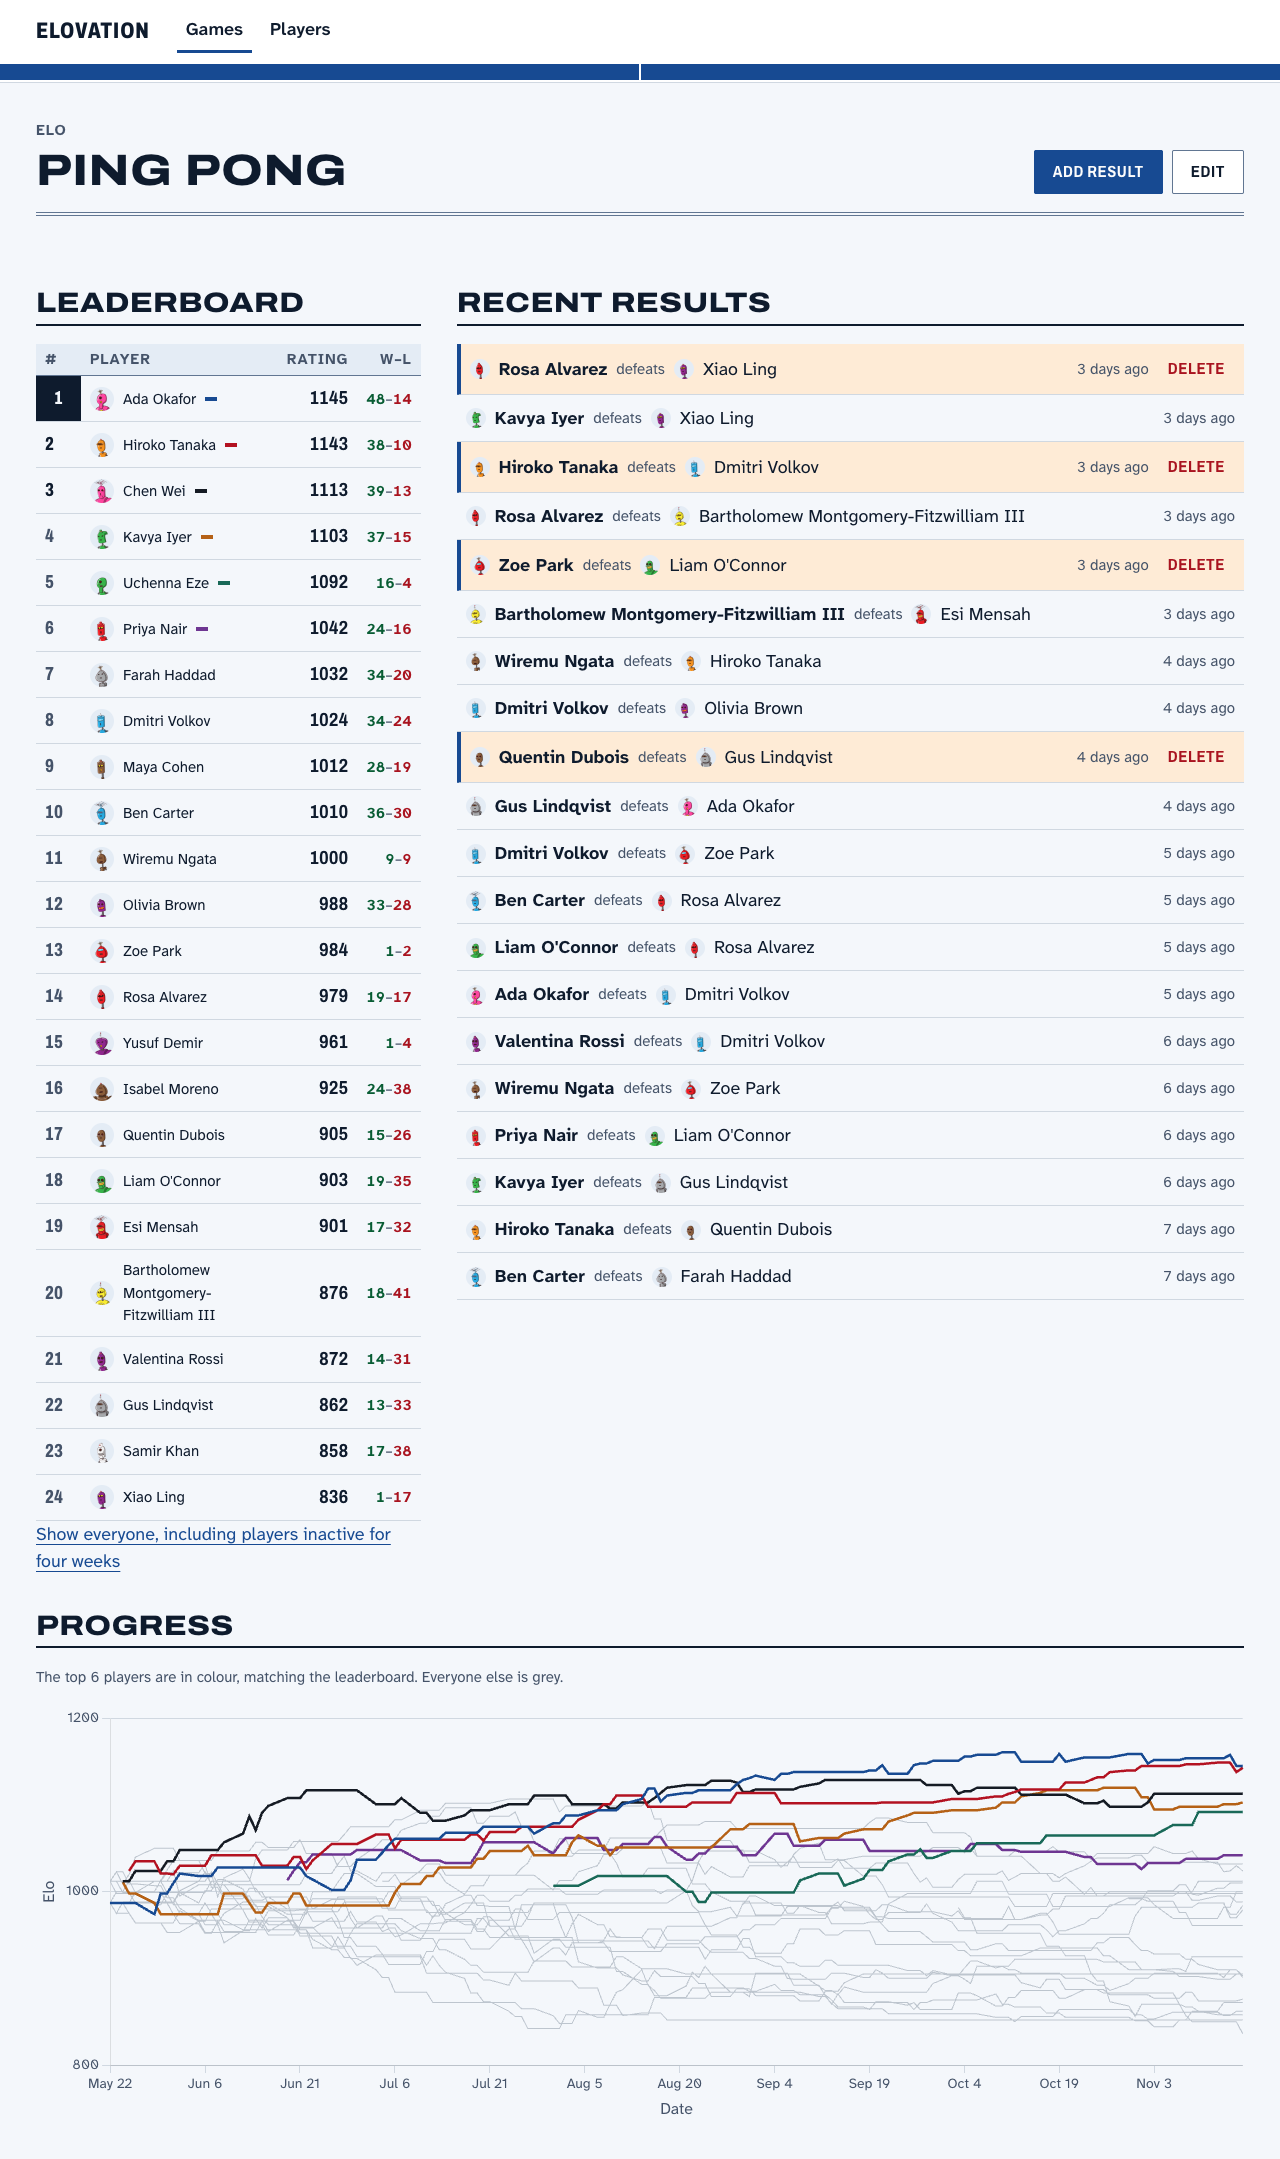 ELOVATION Games Players
ELO
PING PONG
ADD RESULT EDIT
LEADERBOARD
# PLAYER RATING W–L
1 Ada Okafor 1145 48–14
2 Hiroko Tanaka 1143 38–10
3 Chen Wei 1113 39–13
4 Kavya Iyer 1103 37–15
5 Uchenna Eze 1092 16–4
6 Priya Nair 1042 24–16
7 Farah Haddad 1032 34–20
8 Dmitri Volkov 1024 34–24
9 Maya Cohen 1012 28–19
10 Ben Carter 1010 36–30
11 Wiremu Ngata 1000 9–9
12 Olivia Brown 988 33–28
13 Zoe Park 984 1–2
14 Rosa Alvarez 979 19–17
15 Yusuf Demir 961 1–4
16 Isabel Moreno 925 24–38
17 Quentin Dubois 905 15–26
18 Liam O'Connor 903 19–35
19 Esi Mensah 901 17–32
20 Bartholomew
Montgomery-
Fitzwilliam III 876 18–41
21 Valentina Rossi 872 14–31
22 Gus Lindqvist 862 13–33
23 Samir Khan 858 17–38
24 Xiao Ling 836 1–17
Show everyone, including players inactive for
four weeks
RECENT RESULTS
Rosa Alvarez defeats Xiao Ling 3 days ago DELETE
Kavya Iyer defeats Xiao Ling 3 days ago
Hiroko Tanaka defeats Dmitri Volkov 3 days ago DELETE
Rosa Alvarez defeats Bartholomew Montgomery-Fitzwilliam III 3 days ago
Zoe Park defeats Liam O'Connor 3 days ago DELETE
Bartholomew Montgomery-Fitzwilliam III defeats Esi Mensah 3 days ago
Wiremu Ngata defeats Hiroko Tanaka 4 days ago
Dmitri Volkov defeats Olivia Brown 4 days ago
Quentin Dubois defeats Gus Lindqvist 4 days ago DELETE
Gus Lindqvist defeats Ada Okafor 4 days ago
Dmitri Volkov defeats Zoe Park 5 days ago
Ben Carter defeats Rosa Alvarez 5 days ago
Liam O'Connor defeats Rosa Alvarez 5 days ago
Ada Okafor defeats Dmitri Volkov 5 days ago
Valentina Rossi defeats Dmitri Volkov 6 days ago
Wiremu Ngata defeats Zoe Park 6 days ago
Priya Nair defeats Liam O'Connor 6 days ago
Kavya Iyer defeats Gus Lindqvist 6 days ago
Hiroko Tanaka defeats Quentin Dubois 7 days ago
Ben Carter defeats Farah Haddad 7 days ago
PROGRESS
The top 6 players are in colour, matching the leaderboard. Everyone else is grey.
1200
1000
800
Elo
May 22 Jun 6 Jun 21 Jul 6 Jul 21 Aug 5 Aug 20 Sep 4 Sep 19 Oct 4 Oct 19 Nov 3
Date